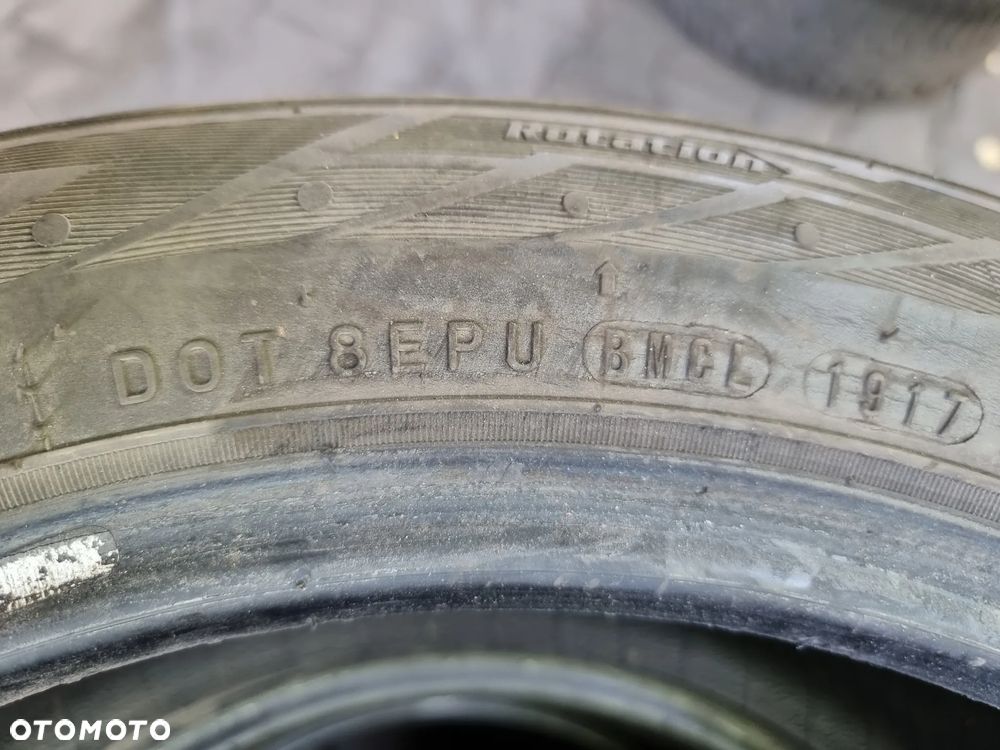 Rotation
DOT 8EPU BMCL 1917
OTOMOTO